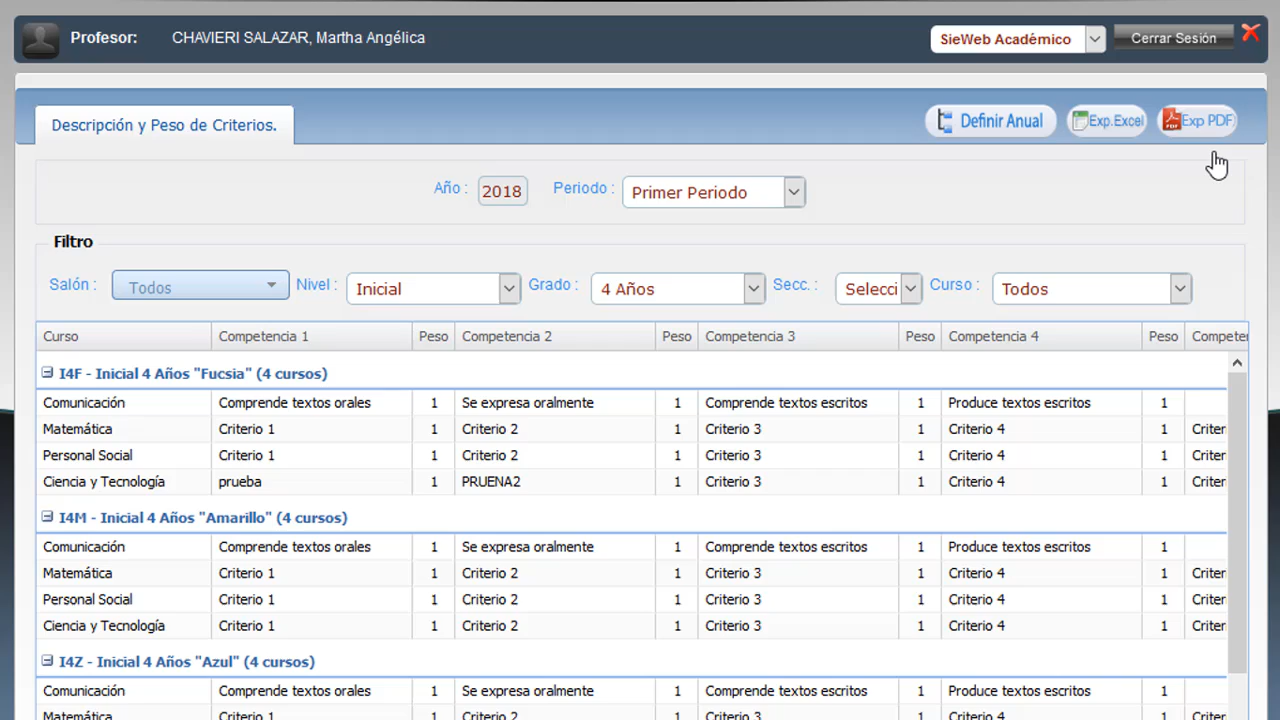 Profesor: CHAVIERI SALAZAR, Martha Angélica SieWeb Académico Cerrar Sesión
Descripción y Peso de Criterios. Definir Anual Exp.Excel PDF Exp PDF
Año : 2018 Periodo : Primer Periodo
Filtro
Salón : Todos Nivel : Inicial Grado : 4 Años Secc. : Selecci Curso : Todos
Curso Competencia 1 Peso Competencia 2 Peso Competencia 3 Peso Competencia 4 Peso Competer
I4F - Inicial 4 Años "Fucsia" (4 cursos)
Comunicación Comprende textos orales 1 Se expresa oralmente 1 Comprende textos escritos 1 Produce textos escritos 1
Matemática Criterio 1 1 Criterio 2 1 Criterio 3 1 Criterio 4 1 Criter
Personal Social Criterio 1 1 Criterio 2 1 Criterio 3 1 Criterio 4 1 Criter
Ciencia y Tecnología prueba 1 PRUENA2 1 Criterio 3 1 Criterio 4 1 Criter
I4M - Inicial 4 Años "Amarillo" (4 cursos)
Comunicación Comprende textos orales 1 Se expresa oralmente 1 Comprende textos escritos 1 Produce textos escritos 1
Matemática Criterio 1 1 Criterio 2 1 Criterio 3 1 Criterio 4 1 Criter
Personal Social Criterio 1 1 Criterio 2 1 Criterio 3 1 Criterio 4 1 Criter
Ciencia y Tecnología Criterio 1 1 Criterio 2 1 Criterio 3 1 Criterio 4 1 Criter
I4Z - Inicial 4 Años "Azul" (4 cursos)
Comunicación Comprende textos orales 1 Se expresa oralmente 1 Comprende textos escritos 1 Produce textos escritos 1
Matemática Criterio 1 1 Criterio 2 1 Criterio 3 1 Criterio 4 1 Criter